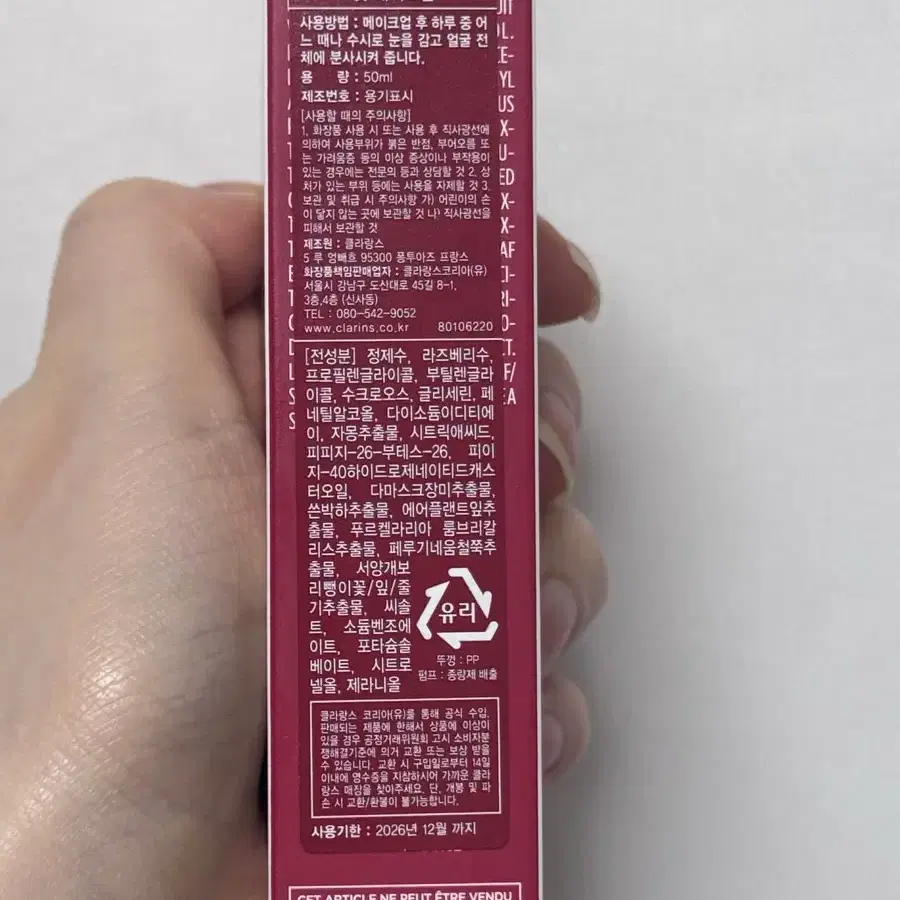 사용방법 : 메이크업 후 하루 중 어
느 때나 수시로 눈을 감고 얼굴 전
체에 분사시켜 줍니다.
용 량 : 50ml
제조번호 : 용기표시
[사용할 때의 주의사항]
1. 화장품 사용 시 또는 사용 후 직사광선에
의하여 사용부위가 붉은 반점, 부어오름 또
는 가려움증 등의 이상 증상이나 부작용이
있는 경우에는 전문의 등과 상담할 것 2. 상
처가 있는 부위 등에는 사용을 자제할 것 3.
보관 및 취급 시 주의사항 가) 어린이의 손
이 닿지 않는 곳에 보관할 것 나) 직사광선을
피해서 보관할 것
제조원 : 클라랑스
5 루 엉빼흐 95300 퐁투아즈 프랑스
화장품책임판매업자 : 클라랑스코리아(유)
서울시 강남구 도산대로 45길 8-1,
3층,4층 (신사동)
TEL : 080-542-9052
www.clarins.co.kr 80106220
[전성분] 정제수, 라즈베리수,
프로필렌글라이콜, 부틸렌글라
이콜, 수크로오스, 글리세린, 페
네틸알코올, 다이소듐이디티에
이, 자몽추출물, 시트릭애씨드,
피피지-26-부테스-26, 피이
지-40하이드로제네이티드캐스
터오일, 다마스크장미추출물,
쓴박하추출물, 에어플랜트잎추
출물, 푸르켈라리아 룸브리칼
리스추출물, 페루기네움철쭉추
출물, 서양개보
리뺑이꽃/잎/줄
기추출물, 씨솔
트, 소듐벤조에
이트, 포타슘솔
베이트, 시트로
넬올, 제라니올
유리
뚜껑 : PP
펌프 : 종량제 배출
클라랑스 코리아(유)를 통해 공식 수입,
판매되는 제품에 한해서 상품에 이상이
있을 경우 공정거래위원회 고시 소비자분
쟁해결기준에 의거 교환 또는 보상 받을
수 있습니다. 교환 시 구입일로부터 14일
이내에 영수증을 지참하시어 가까운 클라
랑스 매장을 찾아주세요. 단, 개봉 및 파
손 시 교환/환불이 불가능합니다.
사용기한 : 2026년 12월 까지
CET ARTICLE NE PEUT ÊTRE VENDU